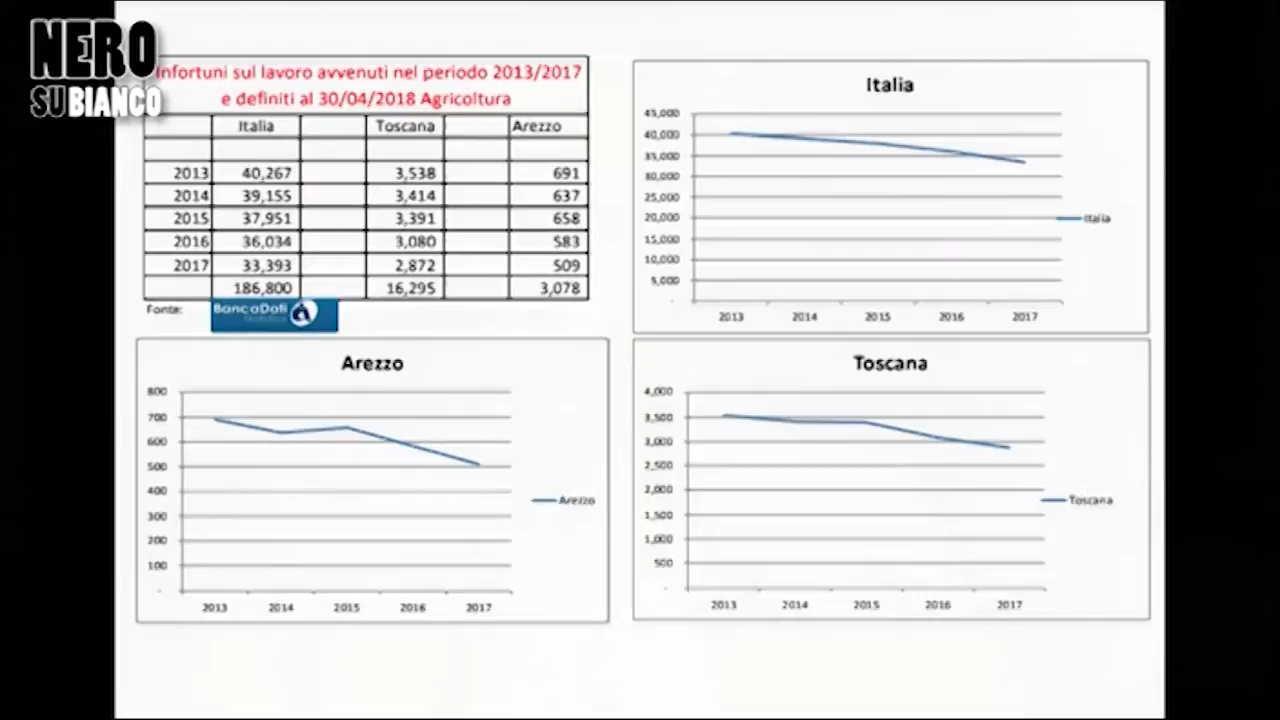 NERO
SU BIANCO
Infortuni sul lavoro avvenuti nel periodo 2013/2017
e definiti al 30/04/2018 Agricoltura
Italia Toscana Arezzo
2013 40,267 3,538 691
2014 39,155 3,414 637
2015 37,951 3,391 658
2016 36,034 3,080 583
2017 33,393 2,872 509
186,800 16,295 3,078
Fonte: BancaDati
Italia
45,000
40,000
35,000
30,000
25,000
20,000
15,000
10,000
5,000
-
2013 2014 2015 2016 2017
Italia
Arezzo
800
700
600
500
400
300
200
100
-
2013 2014 2015 2016 2017
Arezzo
Toscana
4,000
3,500
3,000
2,500
2,000
1,500
1,000
500
-
2013 2014 2015 2016 2017
Toscana